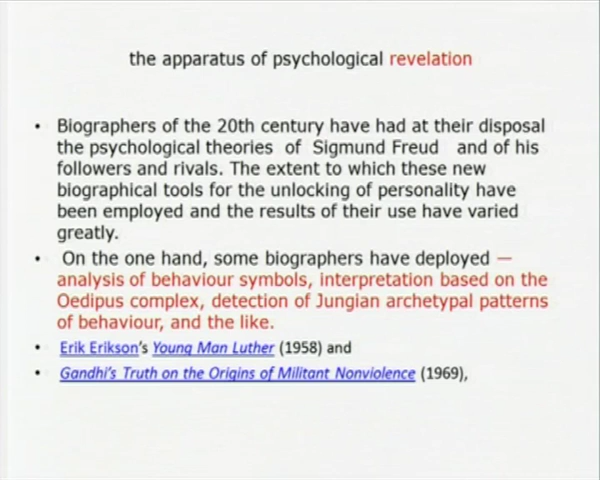 the apparatus of psychological revelation
• Biographers of the 20th century have had at their disposal
the psychological theories of Sigmund Freud and of his
followers and rivals. The extent to which these new
biographical tools for the unlocking of personality have
been employed and the results of their use have varied
greatly.
• On the one hand, some biographers have deployed —
analysis of behaviour symbols, interpretation based on the
Oedipus complex, detection of Jungian archetypal patterns
of behaviour, and the like.
• Erik Erikson's Young Man Luther (1958) and
• Gandhi's Truth on the Origins of Militant Nonviolence (1969),